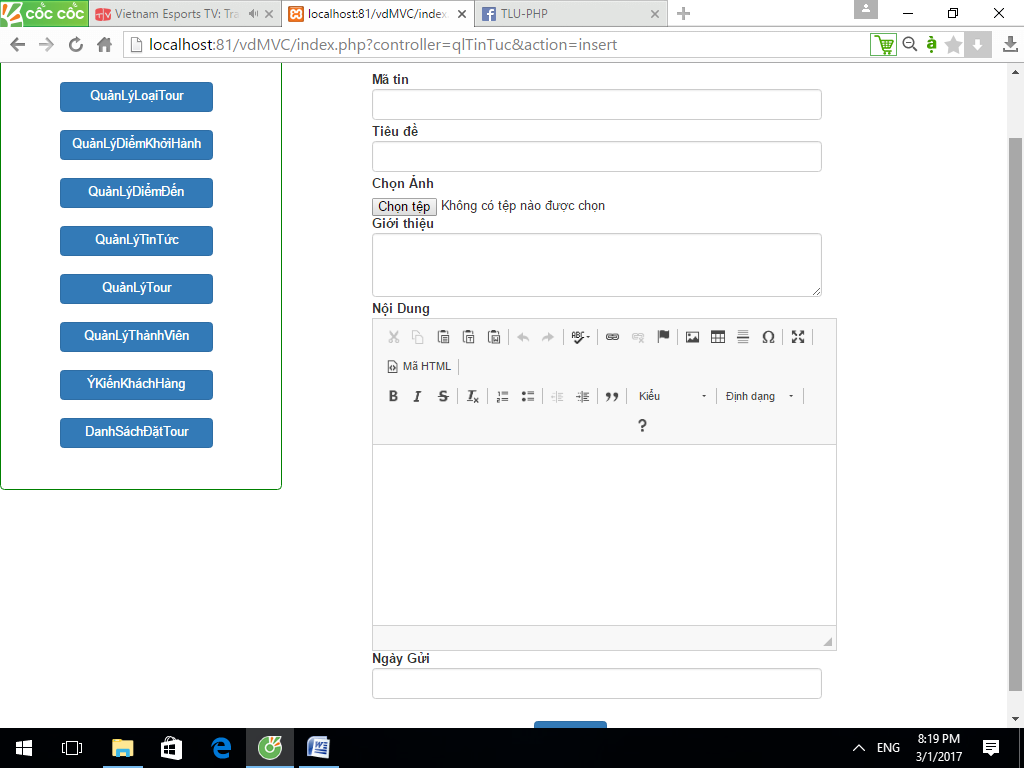 cốc cốc
Vietnam Esports TV: Tra
localhost:81/vdMVC/index.
TLU-PHP
localhost:81/vdMVC/index.php?controller=qlTinTuc&action=insert
QuảnLýLoạiTour
QuảnLýDiểmKhởiHành
QuảnLýDiểmĐến
QuảnLýTinTức
QuảnLýTour
QuảnLýThànhViên
ÝKiếnKháchHàng
DanhSáchĐặtTour
Mã tin
Tiêu đề
Chọn Ảnh
Chọn tệp Không có tệp nào được chọn
Giới thiệu
Nội Dung
ABC
Mã HTML
B I S Ix Kiểu Định dạng
?
Ngày Gửi
ENG
8:19 PM
3/1/2017